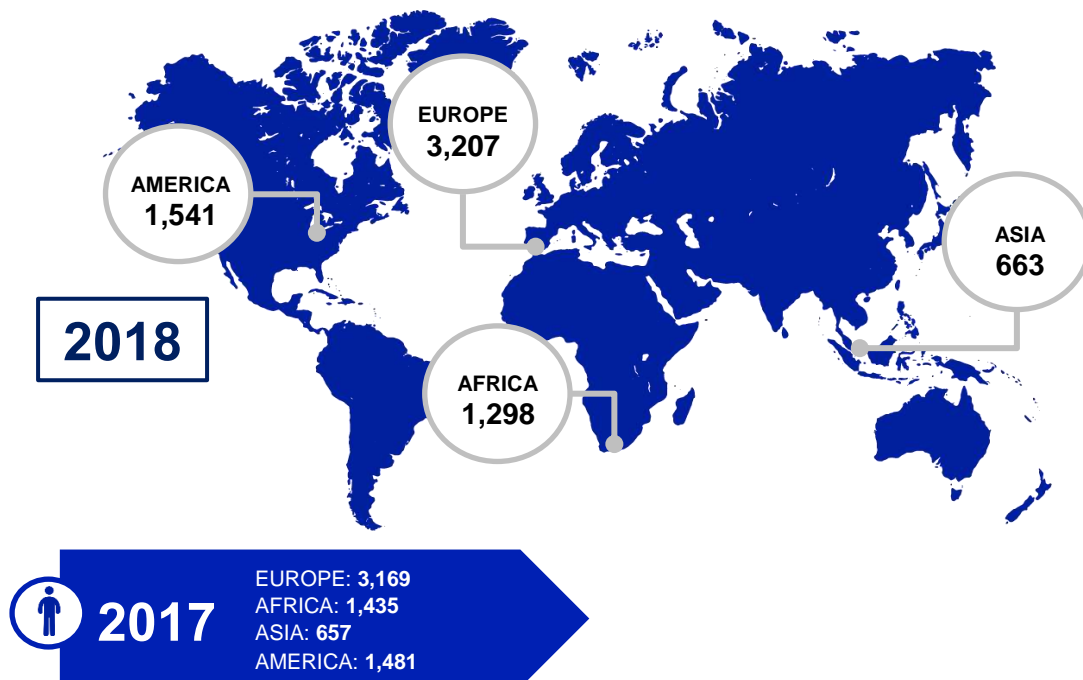 EUROPE
3,207
AMERICA
1,541
ASIA
663
2018
AFRICA
1,298
2017
EUROPE: 3,169
AFRICA: 1,435
ASIA: 657
AMERICA: 1,481